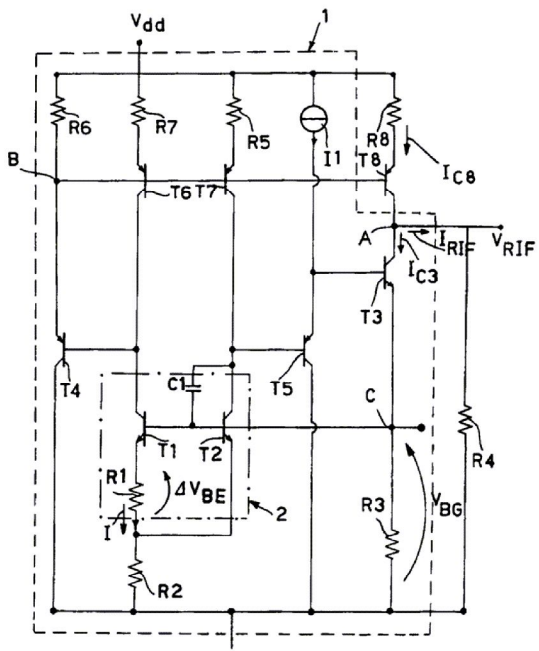 1
Vdd
R6
R7
R5
I1
R8
T8
IC8
B
T6
T7
A
IRIF
VRIF
IC3
T3
T4
C1
T5
C
T1
T2
R1
ΔVBE
I
2
R2
R3
VBG
R4